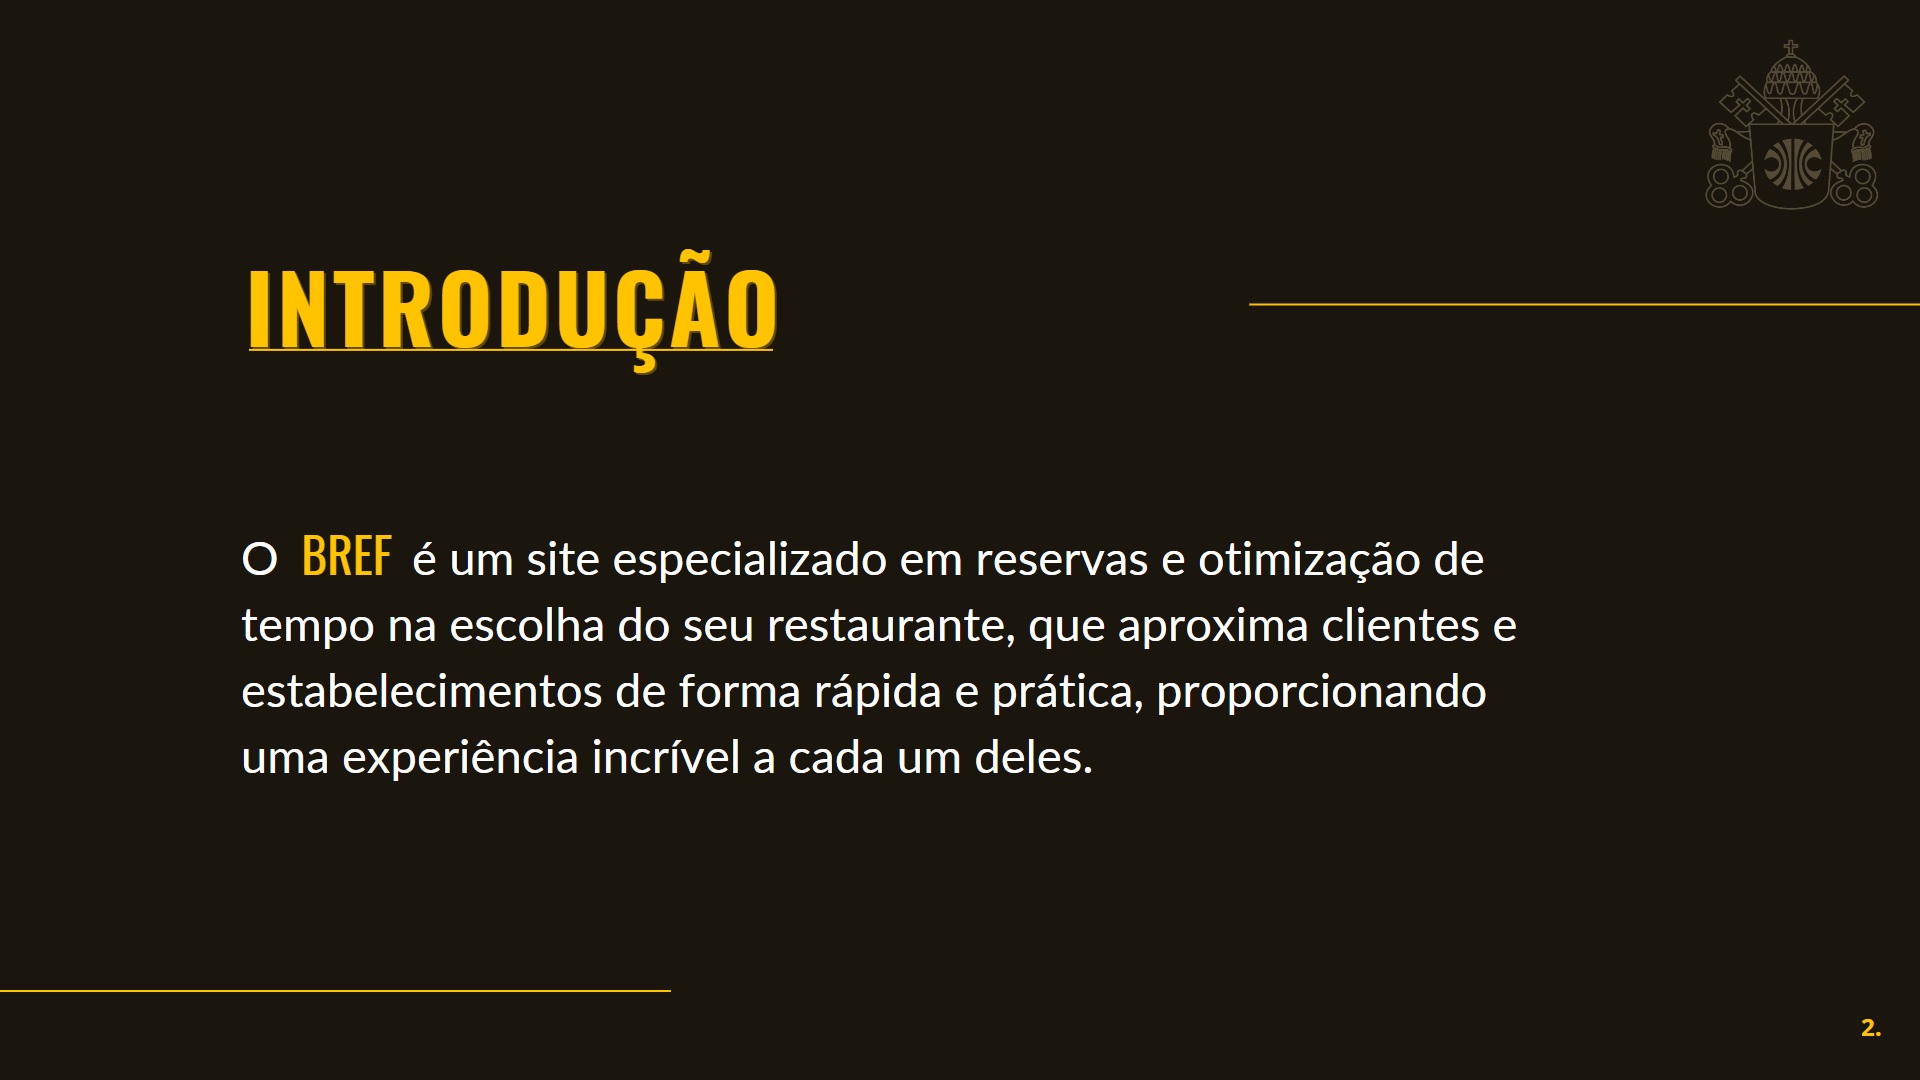 INTRODUÇÃO
O BREF é um site especializado em reservas e otimização de
tempo na escolha do seu restaurante, que aproxima clientes e
estabelecimentos de forma rápida e prática, proporcionando
uma experiência incrível a cada um deles.
2.